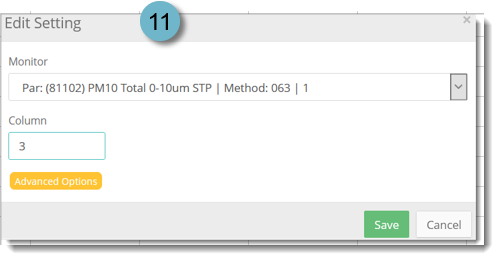 Edit Setting
11
×
Monitor
Par: (81102) PM10 Total 0-10um STP | Method: 063 | 1
Column
3
Advanced Options
Save
Cancel